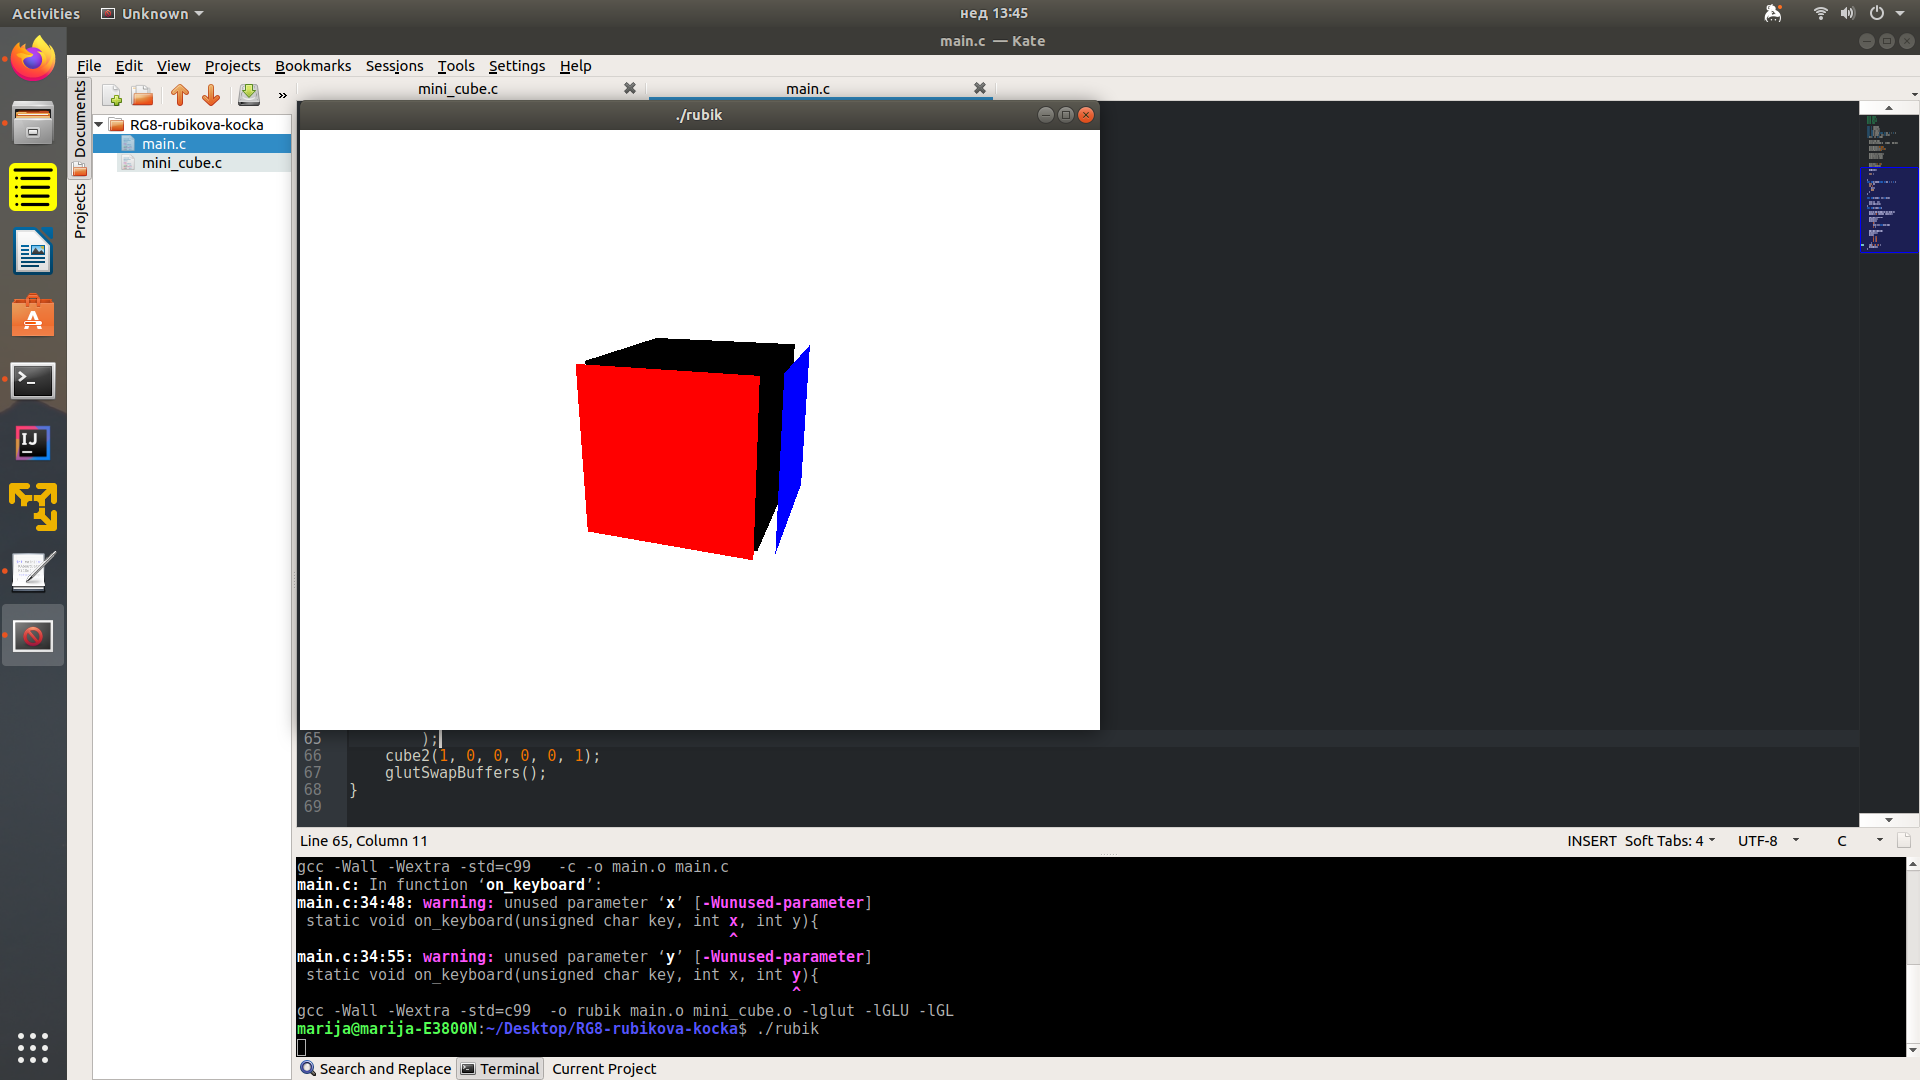 Activities
Unknown
нед 13:45
main.c — Kate
File Edit View Projects Bookmarks Sessions Tools Settings Help
»
mini_cube.c
main.c
Documents
Projects
RG8-rubikova-kocka
main.c
mini_cube.c
./rubik
65 );
66 cube2(1, 0, 0, 0, 0, 1);
67 glutSwapBuffers();
68 }
69
Line 65, Column 11
INSERT Soft Tabs: 4 UTF-8 C
gcc -Wall -Wextra -std=c99   -c -o main.o main.c
main.c: In function ‘on_keyboard’:
main.c:34:48: warning: unused parameter ‘x’ [-Wunused-parameter]
static void on_keyboard(unsigned char key, int x, int y){
^
main.c:34:55: warning: unused parameter ‘y’ [-Wunused-parameter]
static void on_keyboard(unsigned char key, int x, int y){
^
gcc -Wall -Wextra -std=c99  -o rubik main.o mini_cube.o -lglut -lGLU -lGL
marija@marija-E3800N:~/Desktop/RG8-rubikova-kocka$ ./rubik
Search and Replace Terminal Current Project